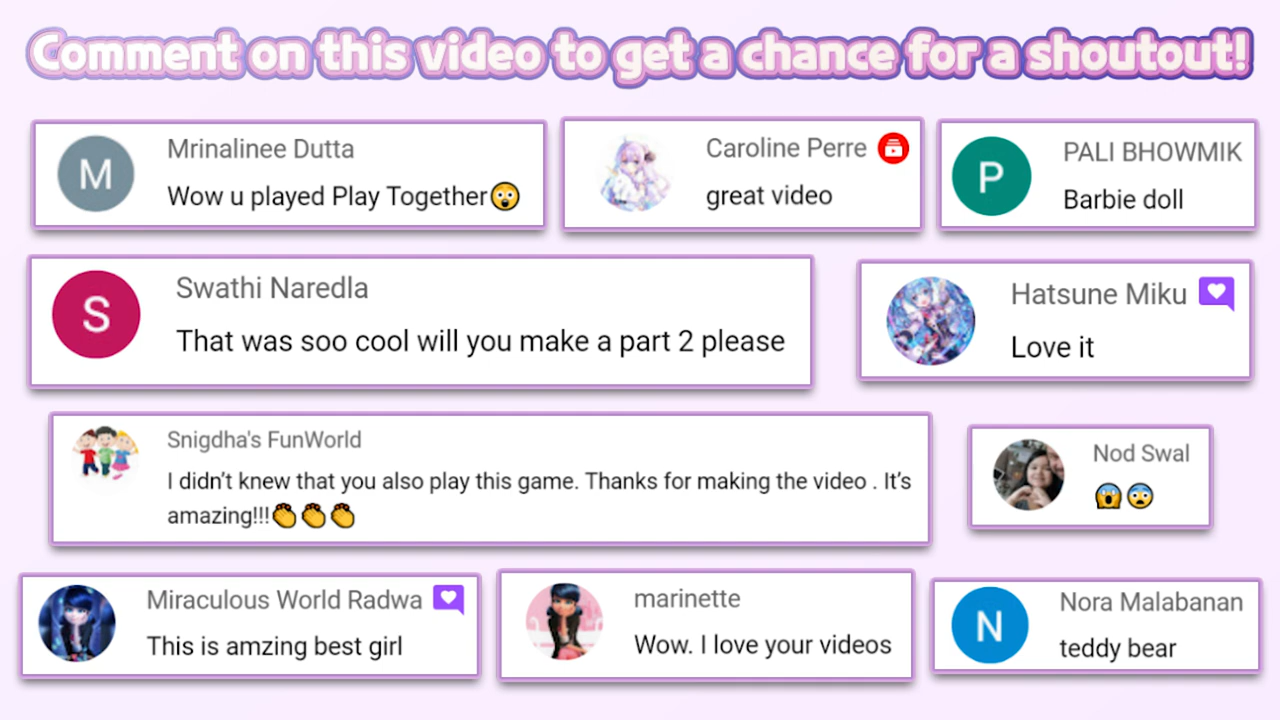 Comment on this video to get a chance for a shoutout!
M
Mrinalinee Dutta
Wow u played Play Together😲
Caroline Perre
great video
P
PALI BHOWMIK
Barbie doll
S
Swathi Naredla
That was soo cool will you make a part 2 please
Hatsune Miku
Love it
Snigdha's FunWorld
I didn’t knew that you also play this game. Thanks for making the video . It’s
amazing!!!👏👏👏
Nod Swal
😱😨
Miraculous World Radwa
This is amzing best girl
marinette
Wow. I love your videos
N
Nora Malabanan
teddy bear